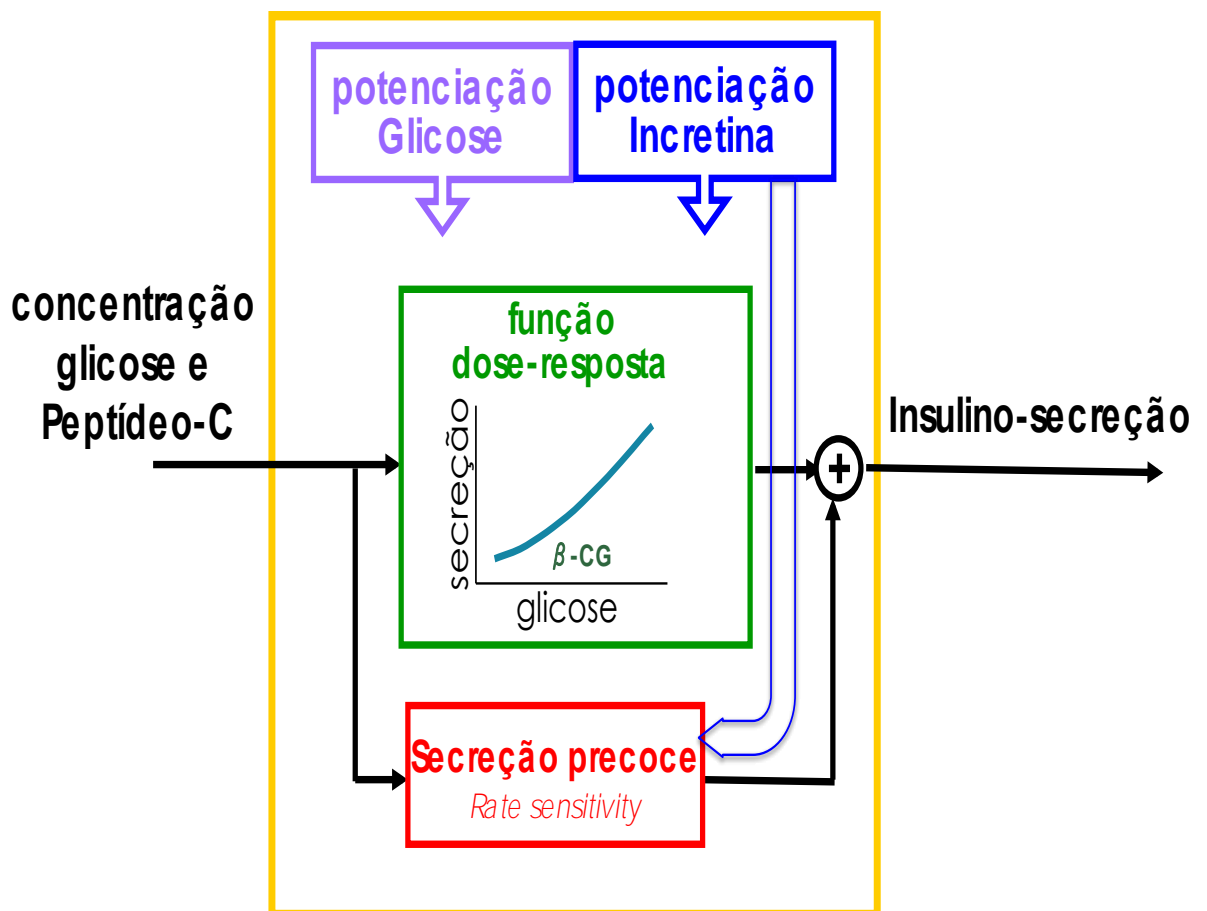 potenciação
Glicose
potenciação
Incretina
concentração
glicose e
Peptídeo-C
função
dose-resposta
secreção
β-CG
glicose
+
Insulino-secreção
Secreção precoce
Rate sensitivity